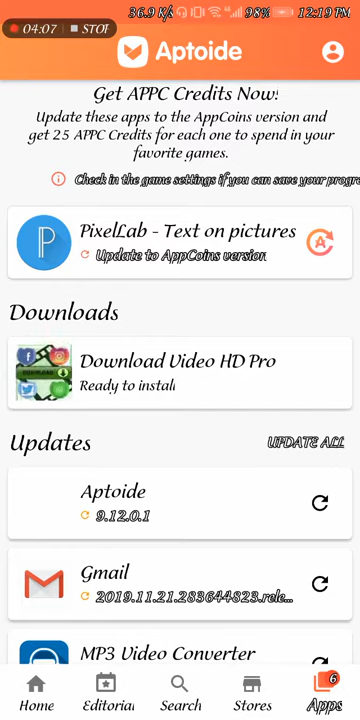 36.9 K/s 98% 12:19 PM
04:07 STOP
Aptoide
Get APPC Credits Now!
Update these apps to the AppCoins version and
get 25 APPC Credits for each one to spend in your
favorite games.
Check in the game settings if you can save your progre
PixelLab - Text on pictures
Update to AppCoins version
Downloads
Download Video HD Pro
Ready to install
Updates UPDATE ALL
Aptoide
9.12.0.1
Gmail
2019.11.21.283644823.rele...
MP3 Video Converter
6
Home Editorial Search Stores Apps